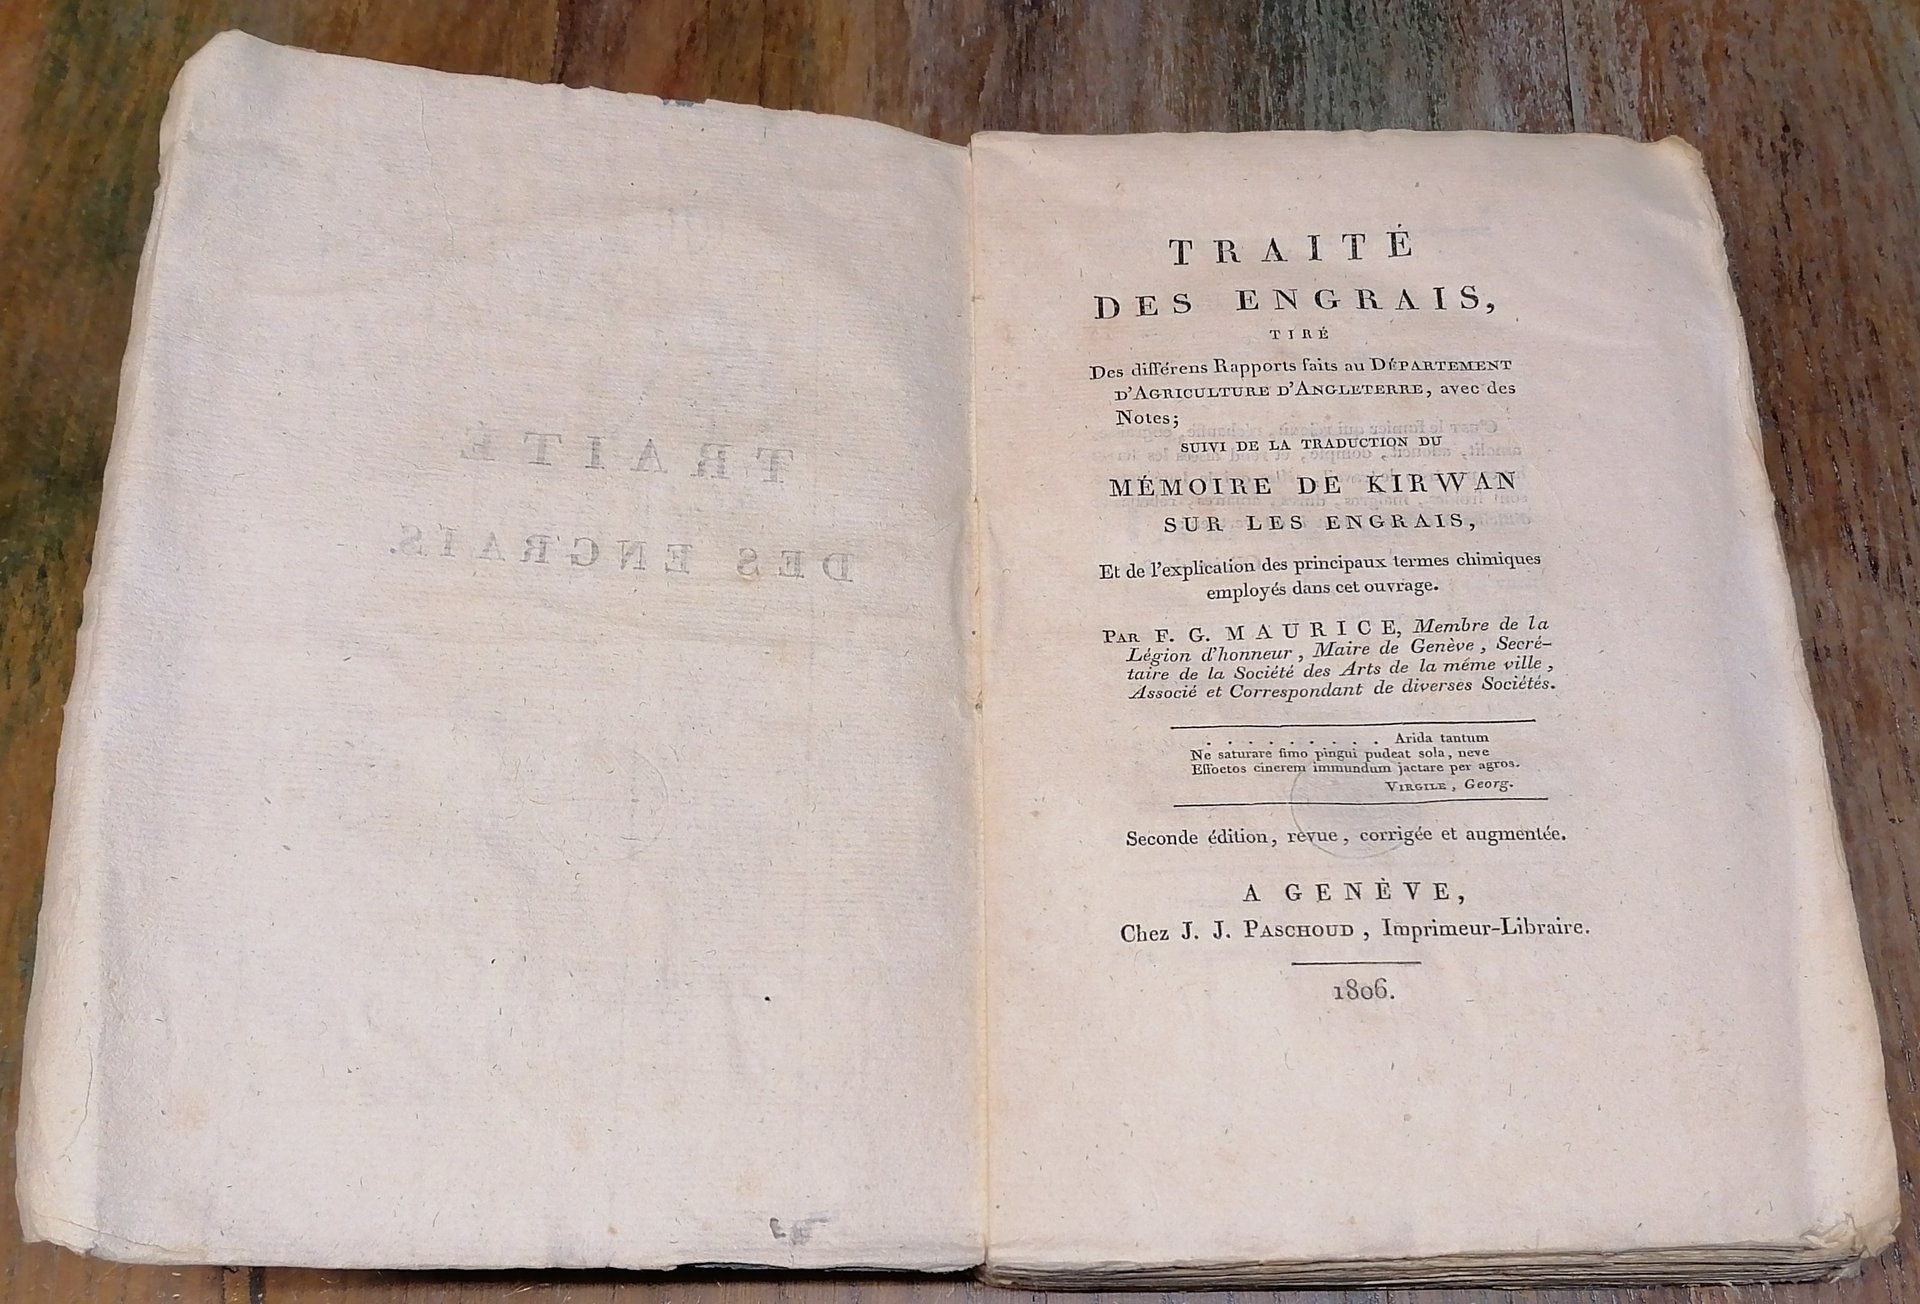 TRAITÉ
DES ENGRAIS.
TRAITÉ
DES ENGRAIS,
TIRÉ
Des différens Rapports faits au DÉPARTEMENT
D'AGRICULTURE D'ANGLETERRE, avec des
Notes;
SUIVI DE LA TRADUCTION DU
MÉMOIRE DE KIRWAN
SUR LES ENGRAIS,
Et de l'explication des principaux termes chimiques
employés dans cet ouvrage.
PAR F. G. MAURICE, Membre de la
Légion d'honneur, Maire de Genève, Secré-
taire de la Société des Arts de la même ville,
Associé et Correspondant de diverses Sociétés.
. . . . . . . . . Arida tantum
Ne saturare fimo pingui pudeat sola, neve
Effoetos cinerem immundum jactare per agros.
VIRGILE, Georg.
Seconde édition, revue, corrigée et augmentée.
A GENÈVE,
Chez J. J. PASCHOUD, Imprimeur-Libraire.
1806.